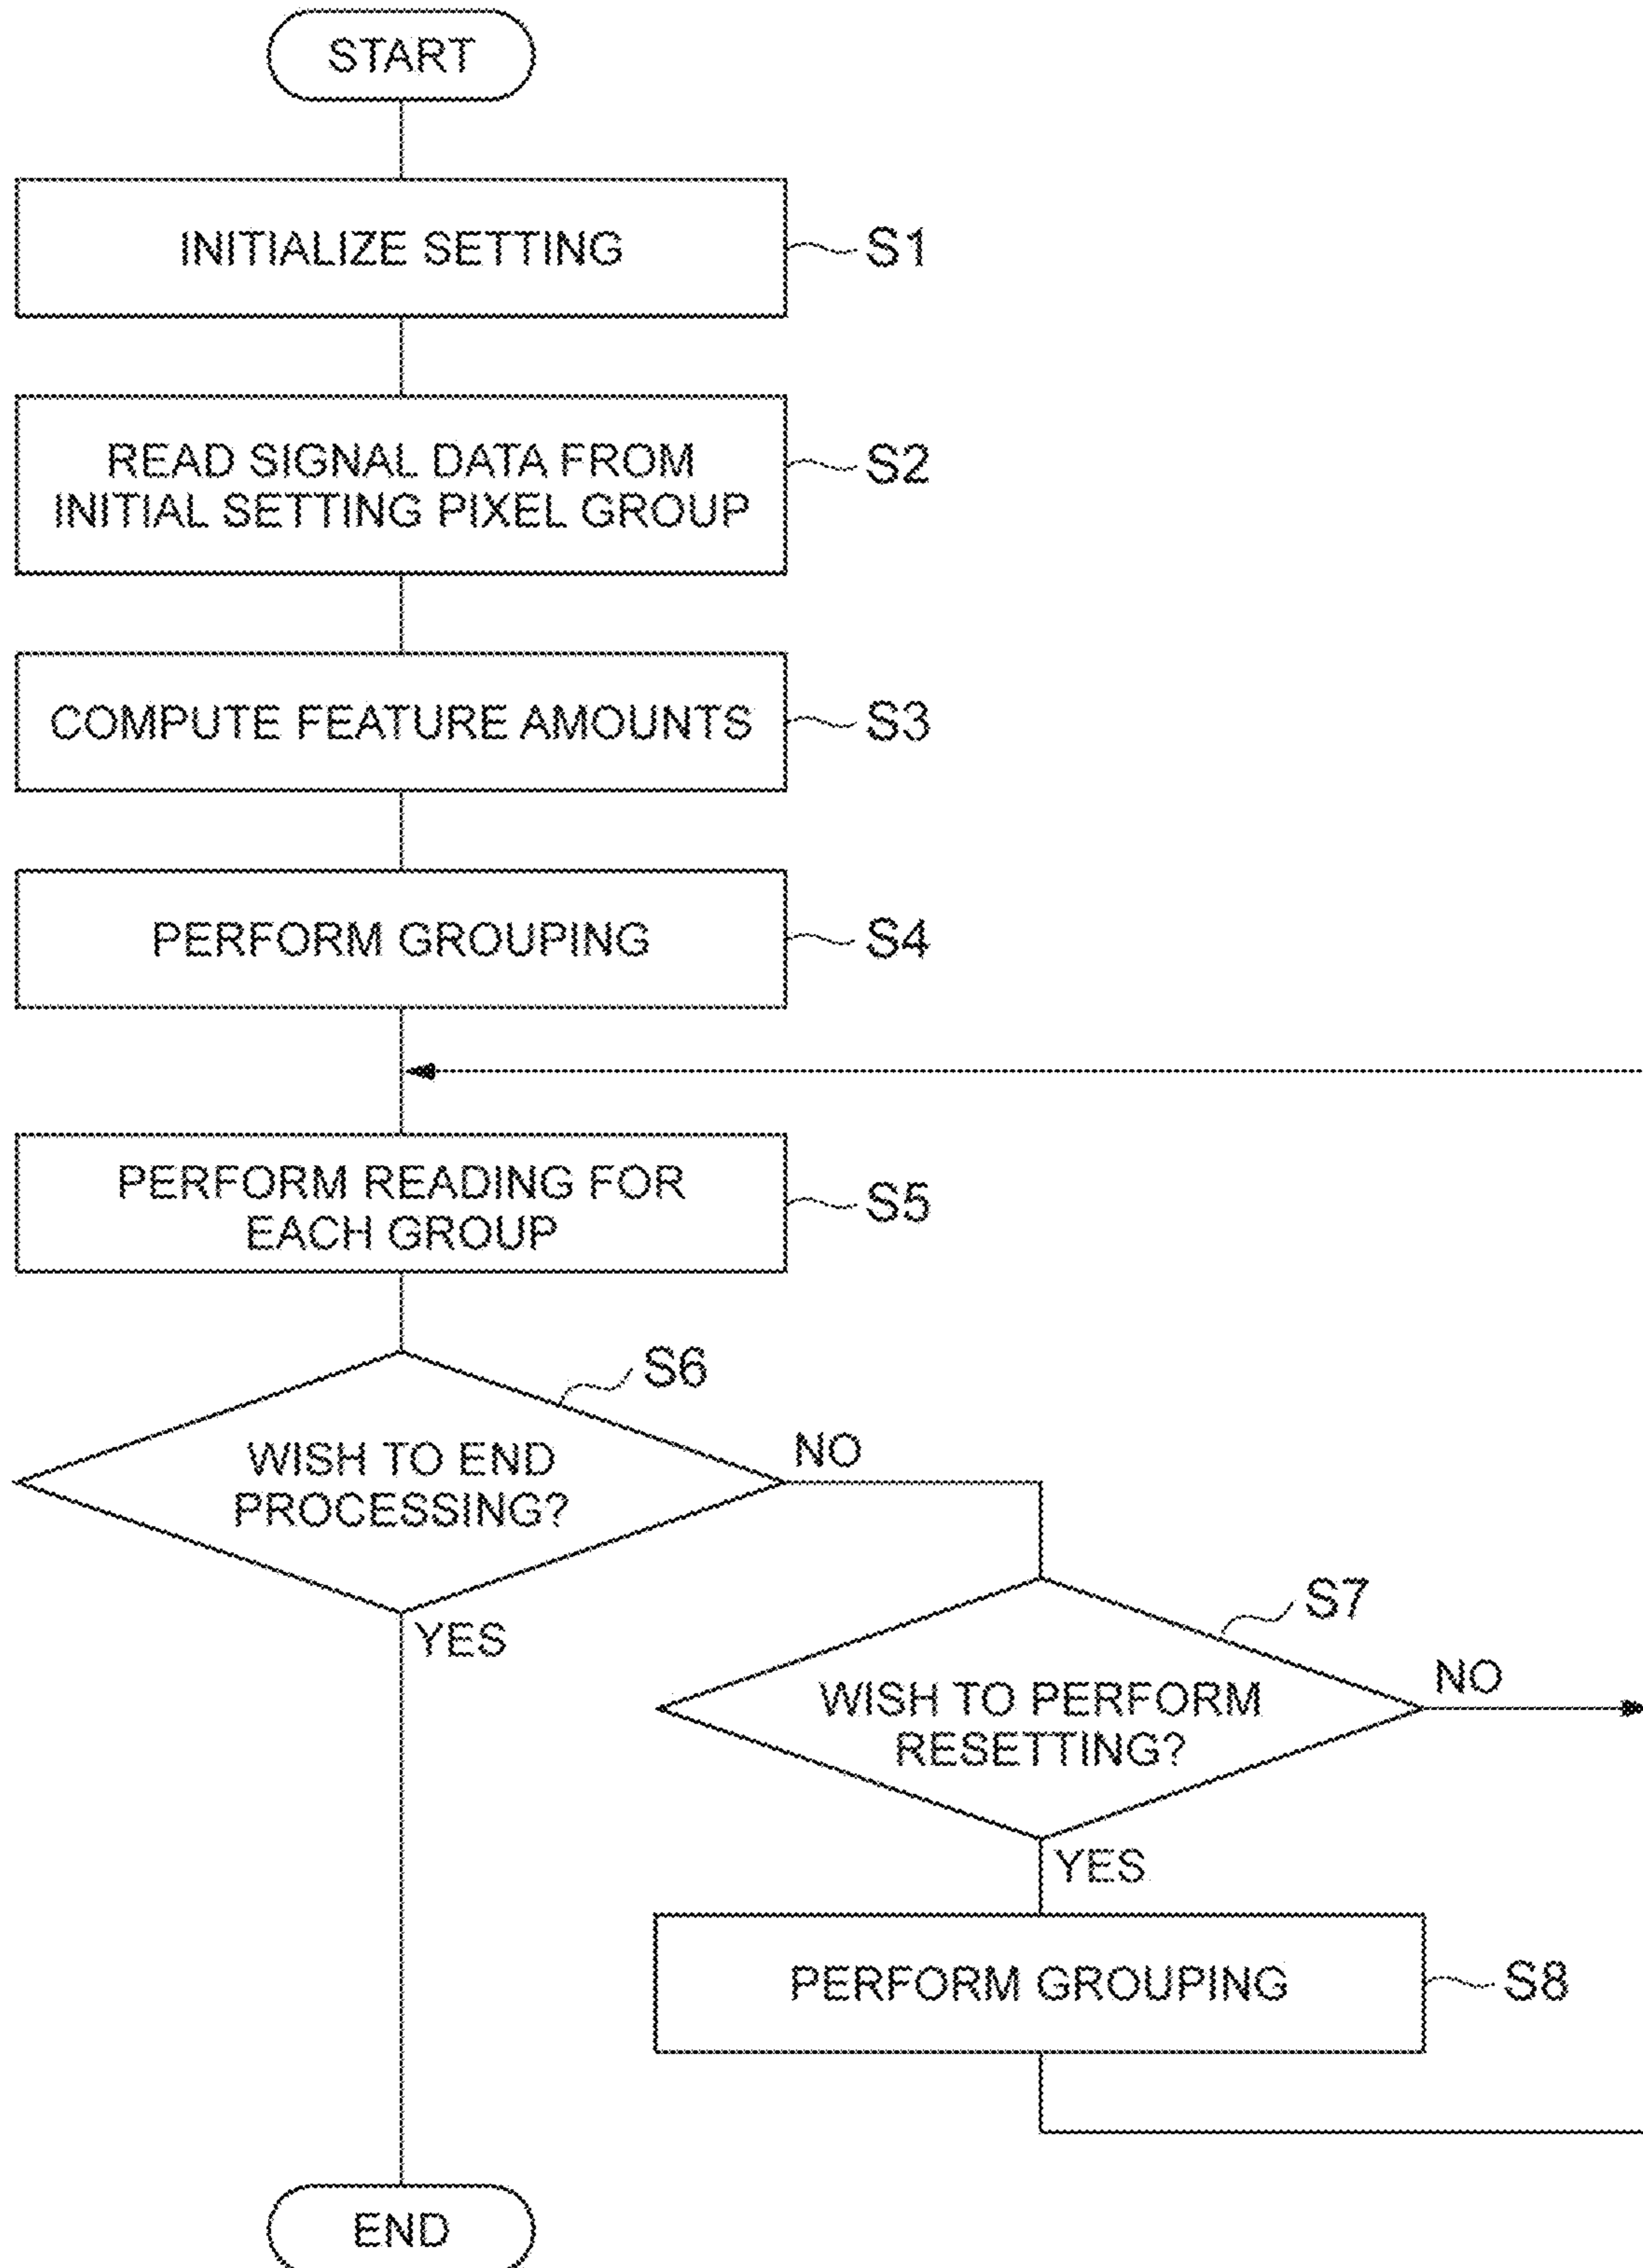 START
INITIALIZE SETTING
S1
READ SIGNAL DATA FROM
INITIAL SETTING PIXEL GROUP
S2
COMPUTE FEATURE AMOUNTS
S3
PERFORM GROUPING
S4
PERFORM READING FOR
EACH GROUP
S5
S6
WISH TO END
PROCESSING?
NO
YES
S7
WISH TO PERFORM
RESETTING?
NO
YES
PERFORM GROUPING
S8
END